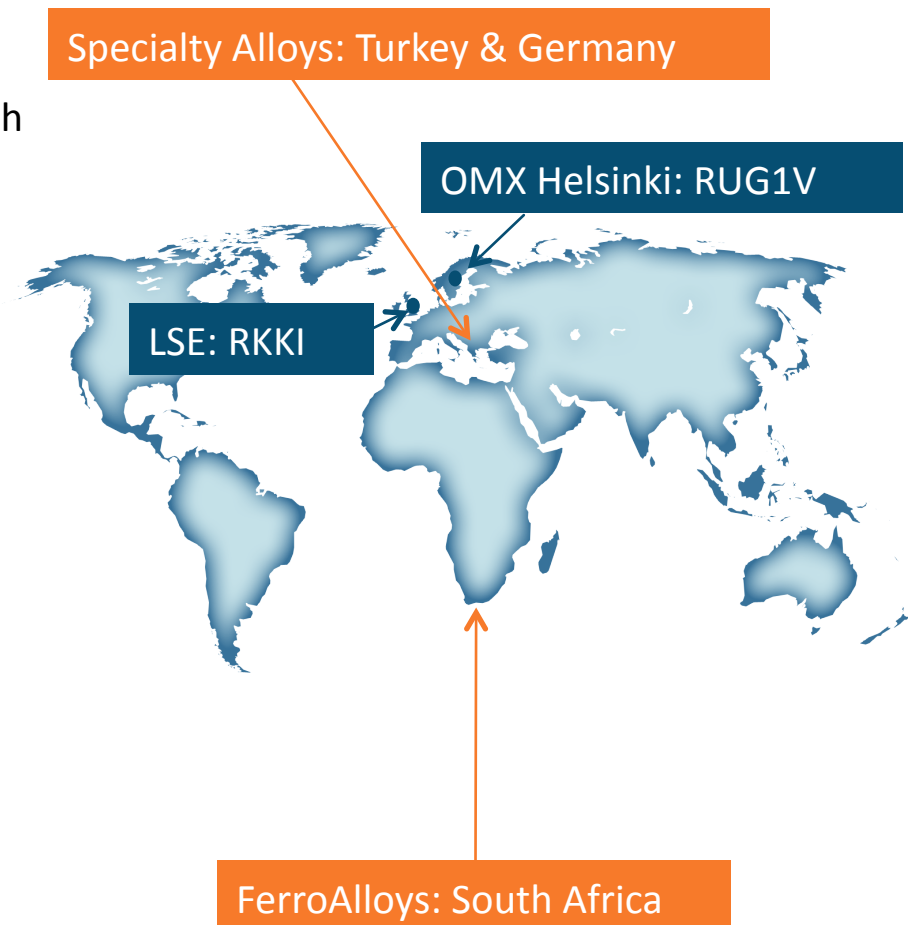 Specialty Alloys: Turkey & Germany
h
OMX Helsinki: RUG1V
LSE: RKKI
FerroAlloys: South Africa